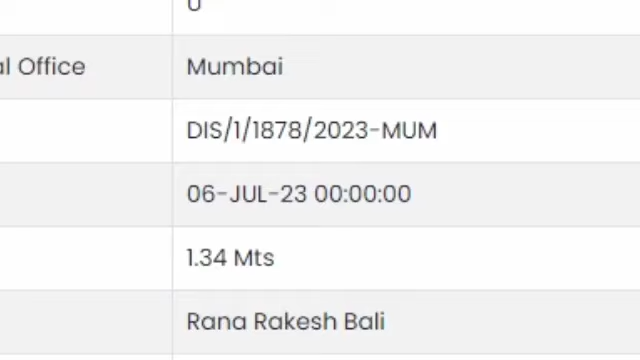 al Office Mumbai
DIS/1/1878/2023-MUM
06-JUL-23 00:00:00
1.34 Mts
Rana Rakesh Bali